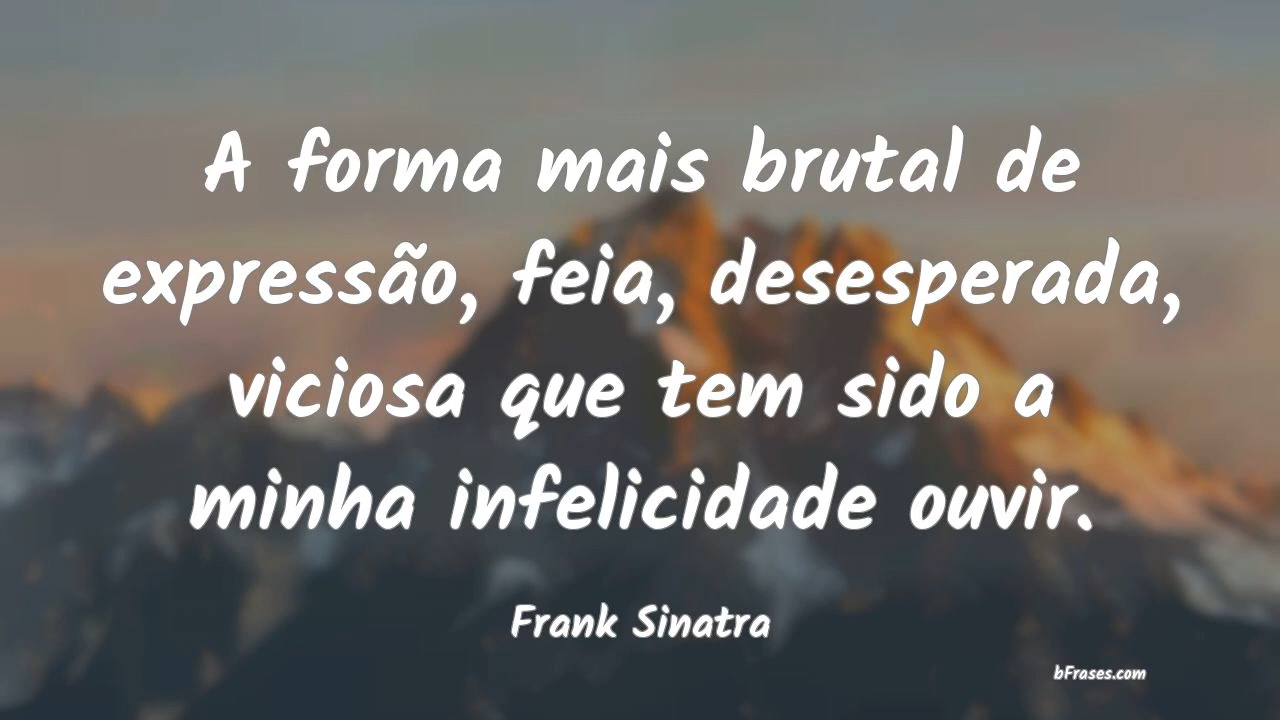 A forma mais brutal de
expressão, feia, desesperada,
viciosa que tem sido a
minha infelicidade ouvir.
Frank Sinatra
bFrases.com